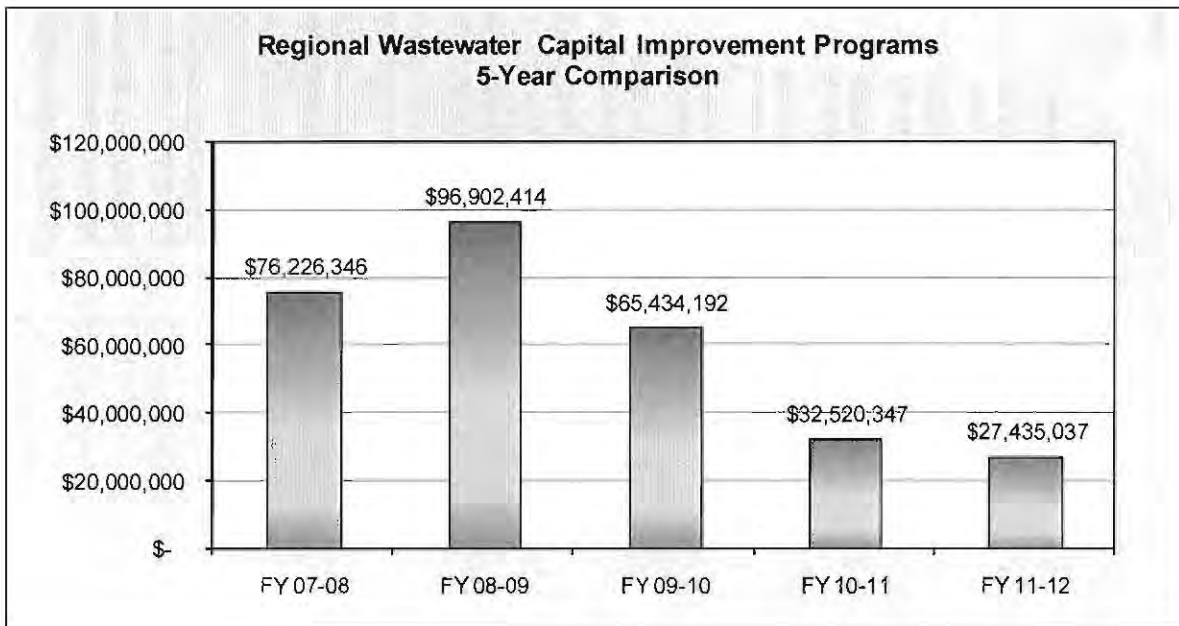 Regional Wastewater Capital Improvement Programs
5-Year Comparison
$120,000,000
$100,000,000
$80,000,000
$60,000,000
$40,000,000
$20,000,000
$-
$76,226,346
$96,902,414
$65,434,192
$32,520,347
$27,435,037
FY 07-08
FY 08-09
FY 09-10
FY 10-11
FY 11-12